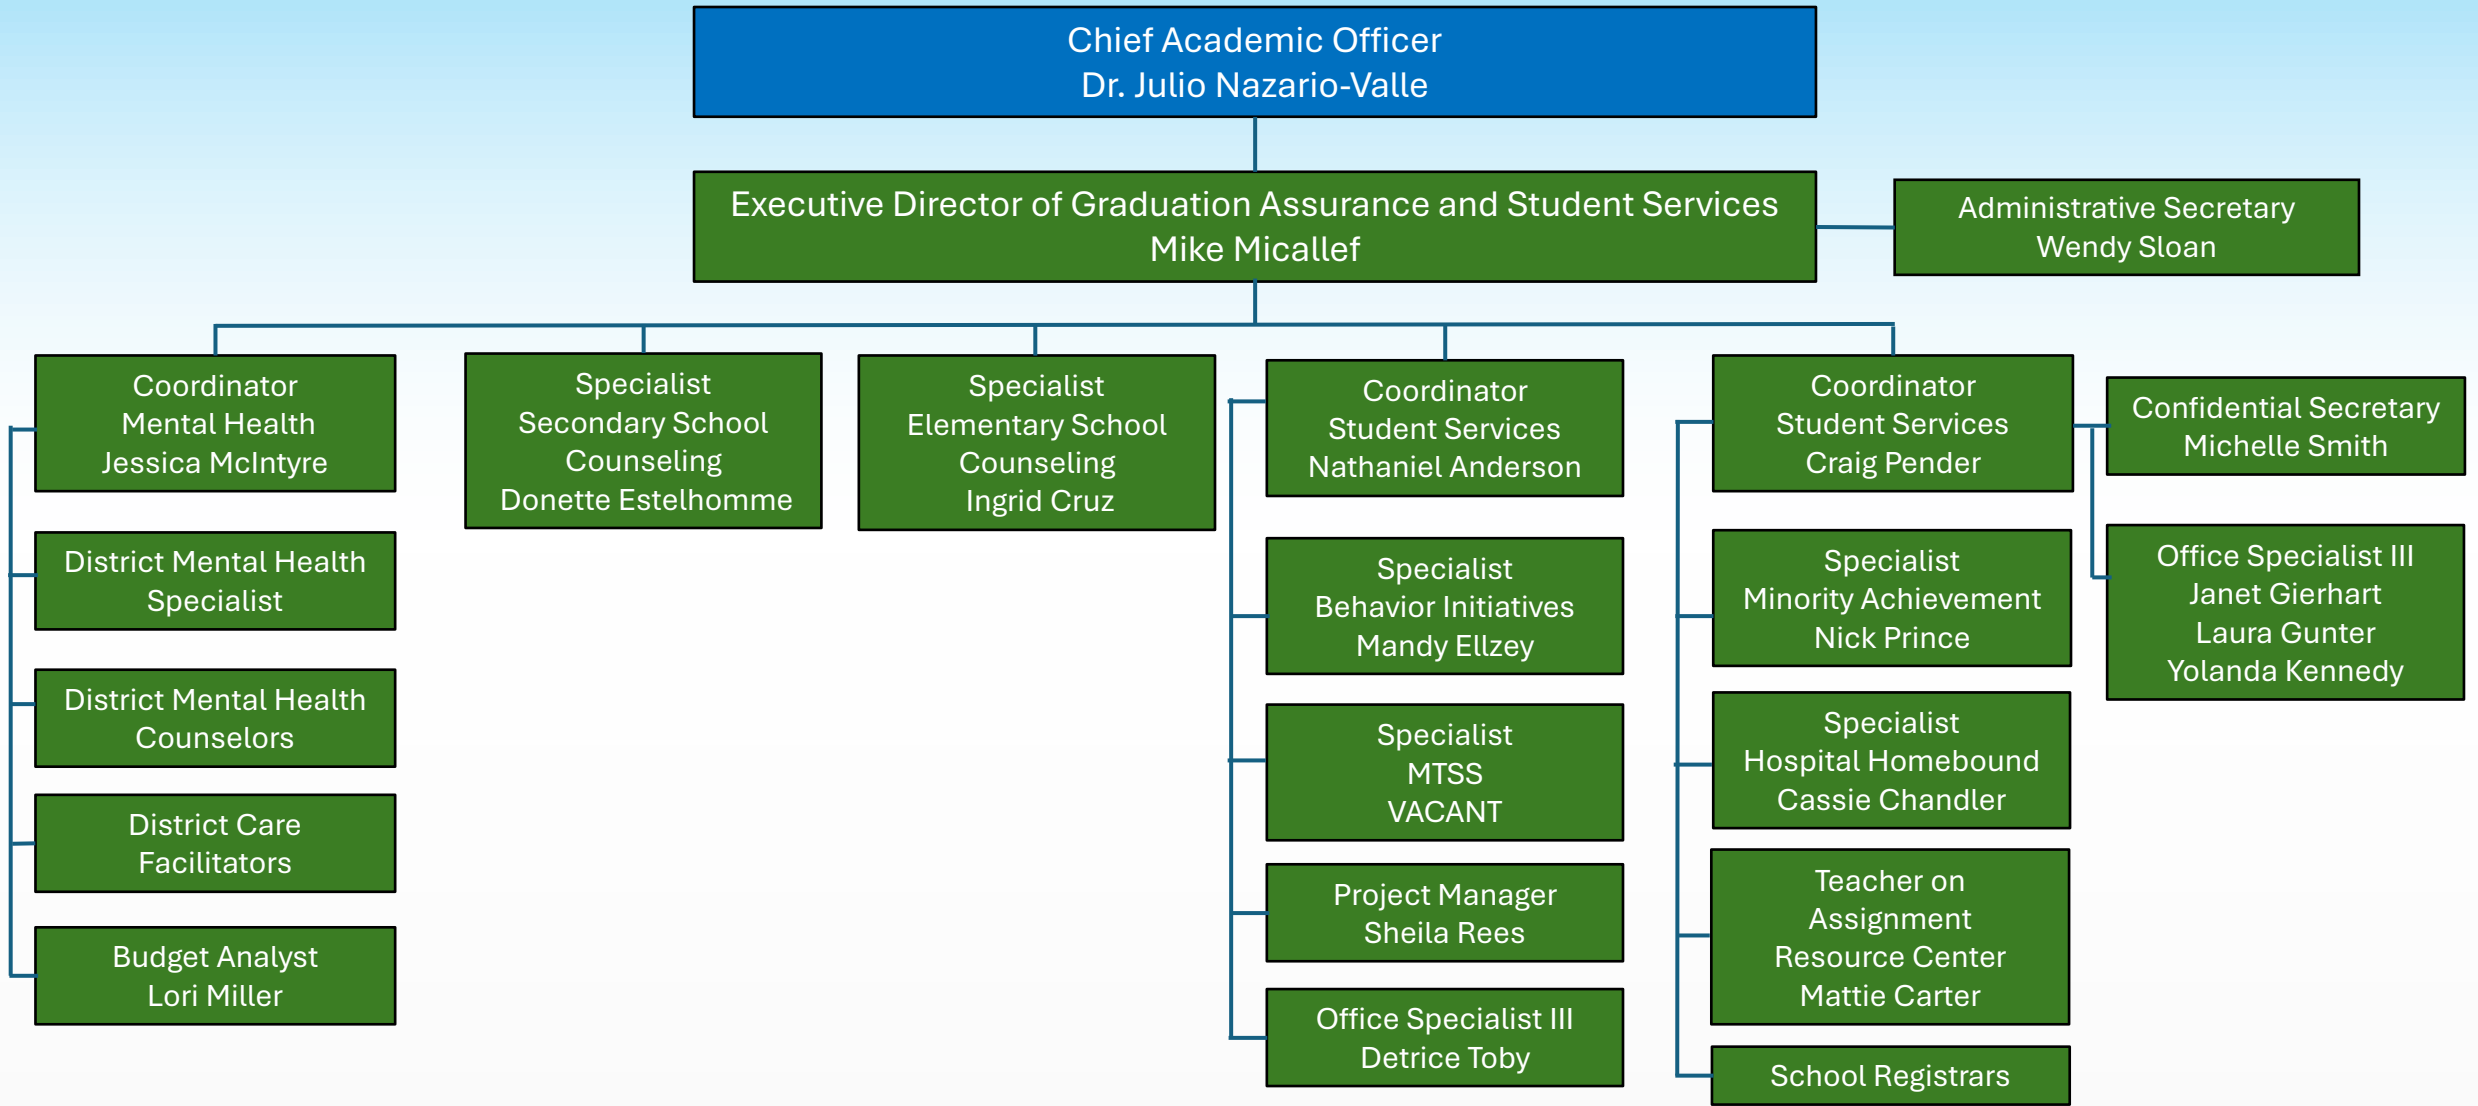 Chief Academic Officer
Dr. Julio Nazario-Valle
Executive Director of Graduation Assurance and Student Services
Mike Micallef
Administrative Secretary
Wendy Sloan
Coordinator
Mental Health
Jessica McIntyre
District Mental Health
Specialist
District Mental Health
Counselors
District Care
Facilitators
Budget Analyst
Lori Miller
Specialist
Secondary School
Counseling
Donette Estelhomme
Specialist
Elementary School
Counseling
Ingrid Cruz
Coordinator
Student Services
Nathaniel Anderson
Specialist
Behavior Initiatives
Mandy Ellzey
Specialist
MTSS
VACANT
Project Manager
Sheila Rees
Office Specialist III
Detrice Toby
Coordinator
Student Services
Craig Pender
Specialist
Minority Achievement
Nick Prince
Specialist
Hospital Homebound
Cassie Chandler
Teacher on
Assignment
Resource Center
Mattie Carter
School Registrars
Confidential Secretary
Michelle Smith
Office Specialist III
Janet Gierhart
Laura Gunter
Yolanda Kennedy